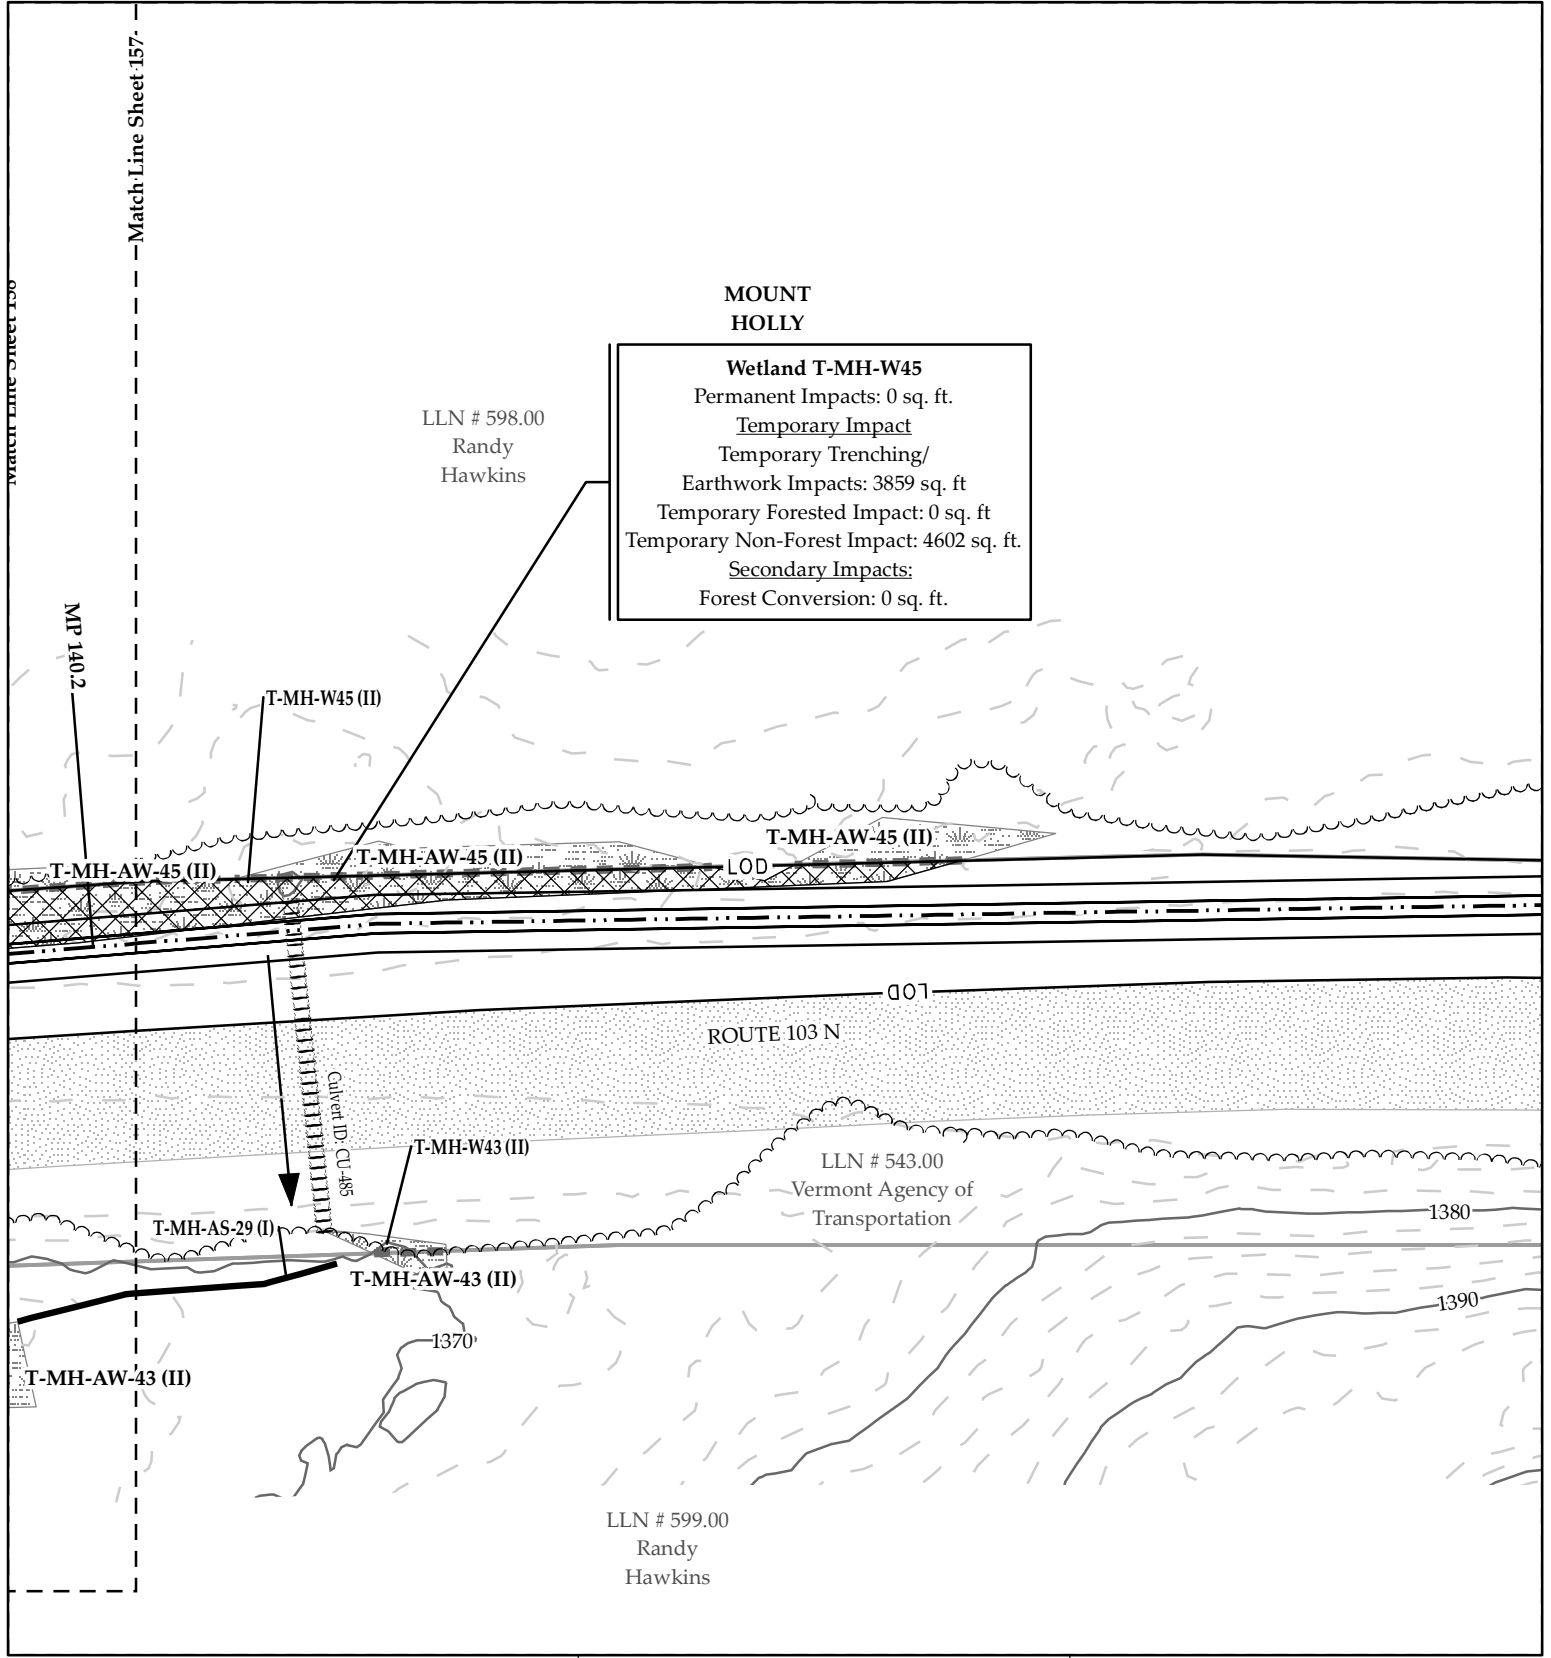 Match Line Sheet 157
Match Line Sheet 158
MOUNT
HOLLY
Wetland T-MH-W45
Permanent Impacts: 0 sq. ft.
Temporary Impact
Temporary Trenching/
Earthwork Impacts: 3859 sq. ft
Temporary Forested Impact: 0 sq. ft
Temporary Non-Forest Impact: 4602 sq. ft.
Secondary Impacts:
Forest Conversion: 0 sq. ft.
LLN # 598.00
Randy
Hawkins
MP 140.2
T-MH-W45 (II)
T-MH-AW-45 (II)
T-MH-AW-45 (II)
T-MH-AW-45 (II)
LOD
LOD
ROUTE 103 N
Culvert ID: CU-485
T-MH-W43 (II)
LLN # 543.00
Vermont Agency of
Transportation
T-MH-AS-29 (I)
T-MH-AW-43 (II)
1380
1390
1370
T-MH-AW-43 (II)
LLN # 599.00
Randy
Hawkins